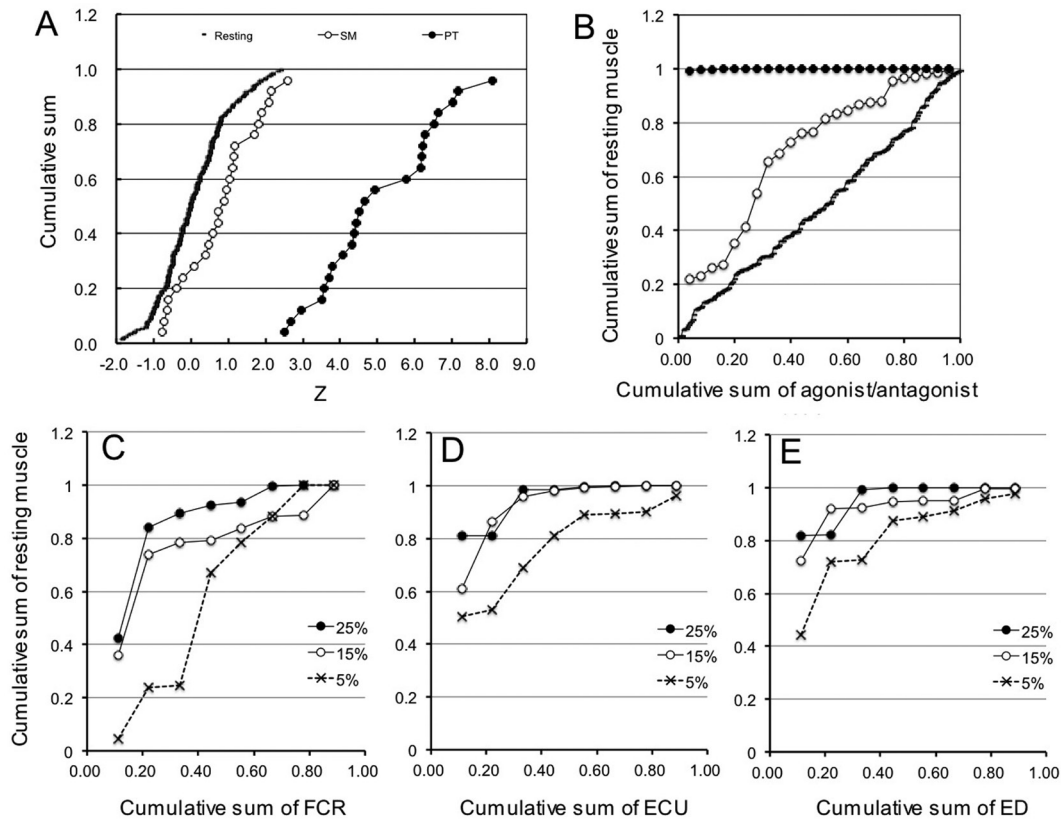 A
Cumulative sum
1.2
1.0
0.8
0.6
0.4
0.2
0.0
Resting
SM
PT
-2.0 -1.0 0.0 1.0 2.0 3.0 4.0 5.0 6.0 7.0 8.0 9.0
Z
B
Cumulative sum of resting muscle
1.2
1
0.8
0.6
0.4
0.2
0
0.00 0.20 0.40 0.60 0.80 1.00
Cumulative sum of agonist/antagonist
C
Cumulative sum of resting muscle
1.2
1
0.8
0.6
0.4
0.2
0
25%
15%
5%
0.00 0.20 0.40 0.60 0.80 1.00
Cumulative sum of FCR
D
1.2
1
0.8
0.6
0.4
0.2
0
25%
15%
5%
0.00 0.20 0.40 0.60 0.80 1.00
Cumulative sum of ECU
E
1.2
1
0.8
0.6
0.4
0.2
0
25%
15%
5%
0.00 0.20 0.40 0.60 0.80 1.00
Cumulative sum of ED